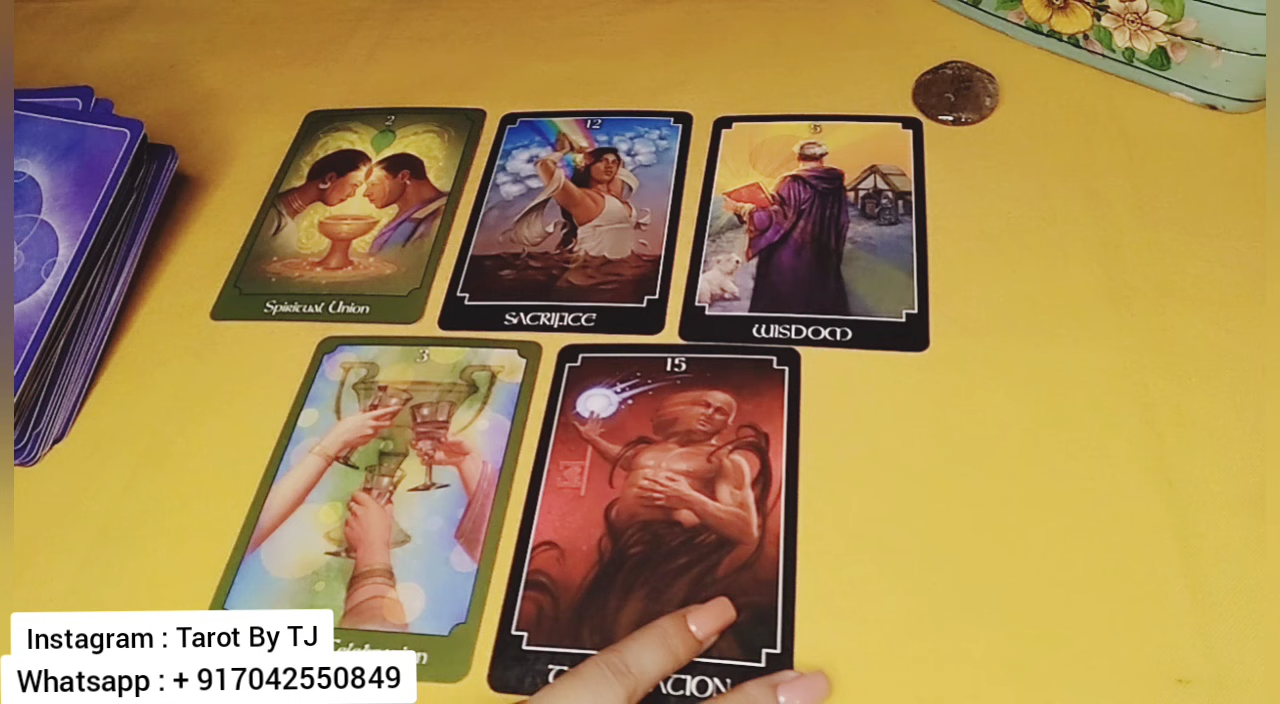 2
Spiritual Union
12
SACRIFICE
5
WISDOM
3
15
Instagram : Tarot By TJ
Whatsapp : + 917042550849